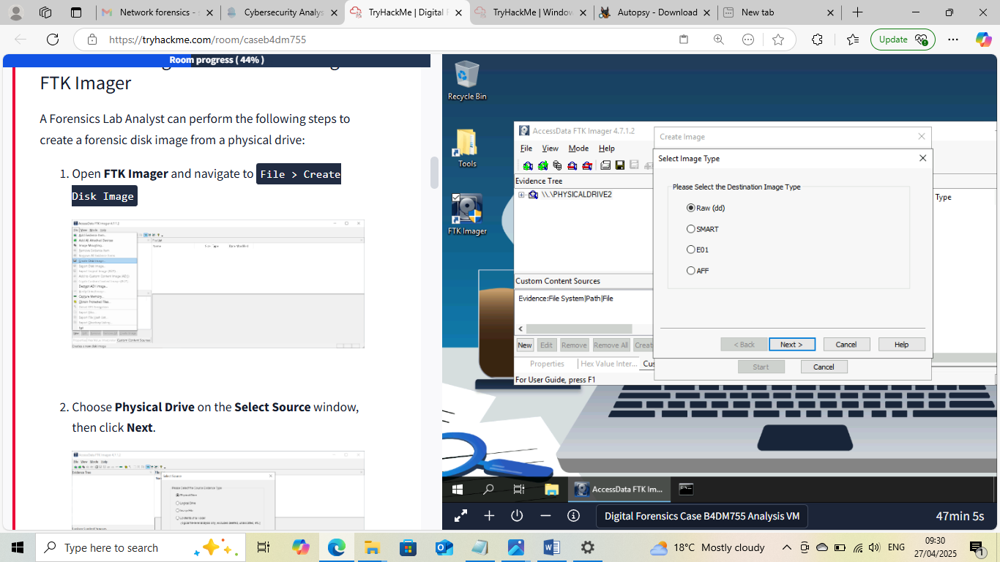 Network forensics - s
Cybersecurity Analys
TryHackMe | Digital F
TryHackMe | Window
Autopsy - Download
New tab
https://tryhackme.com/room/caseb4dm755
Update
Room progress ( 44% )
FTK Imager
A Forensics Lab Analyst can perform the following steps to
create a forensic disk image from a physical drive:
1. Open FTK Imager and navigate to File > Create
Disk Image
2. Choose Physical Drive on the Select Source window,
then click Next.
Recycle Bin
Tools
FTK Imager
AccessData FTK Imager 4.7.1.2
File View Mode Help
Evidence Tree
\\.\PHYSICALDRIVE2
Custom Content Sources
Evidence:File System|Path|File
New Edit Remove Remove All Creat
Properties Hex Value Inter... Cus
For User Guide, press F1
Type
Create Image
Select Image Type
Please Select the Destination Image Type
Raw (dd)
SMART
E01
AFF
< Back Next > Cancel Help
Start Cancel
AccessData FTK Im...
Digital Forensics Case B4DM755 Analysis VM
47min 5s
Type here to search
18°C Mostly cloudy
ENG
09:30
27/04/2025
1